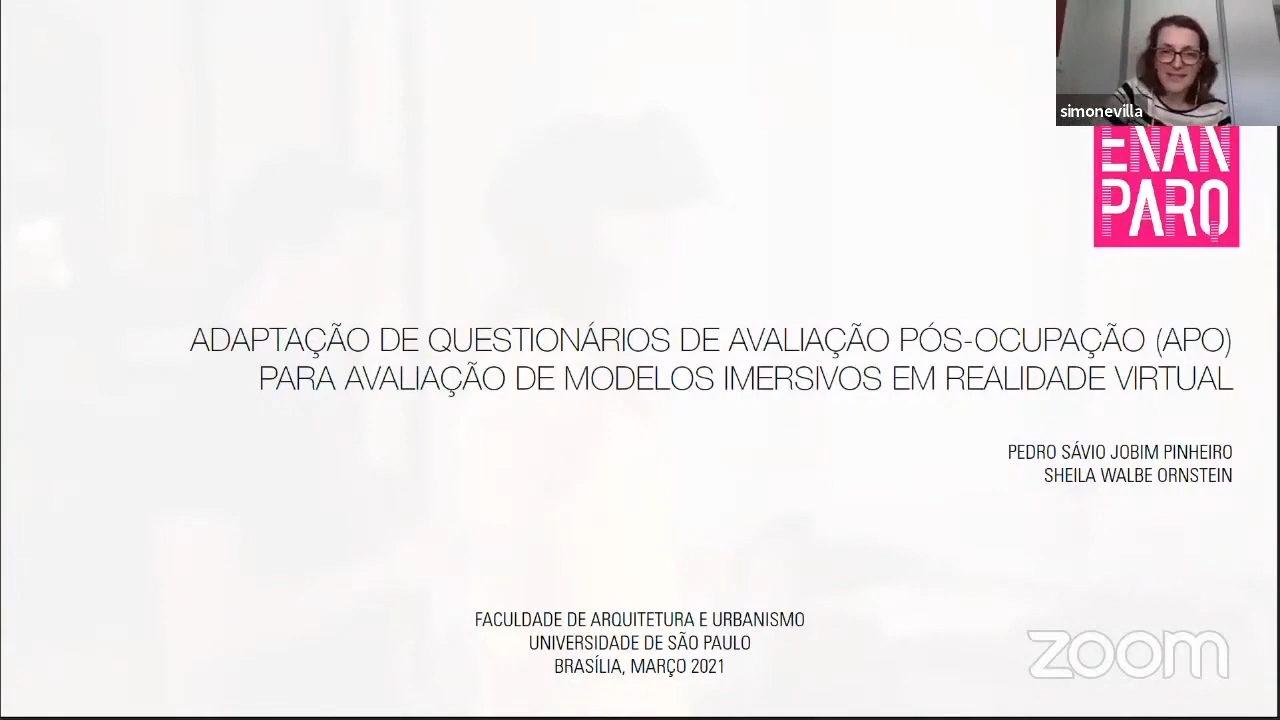 simonevilla
ENAN
PARQ
ADAPTAÇÃO DE QUESTIONÁRIOS DE AVALIAÇÃO PÓS-OCUPAÇÃO (APO)
PARA AVALIAÇÃO DE MODELOS IMERSIVOS EM REALIDADE VIRTUAL
PEDRO SÁVIO JOBIM PINHEIRO
SHEILA WALBE ORNSTEIN
FACULDADE DE ARQUITETURA E URBANISMO
UNIVERSIDADE DE SÃO PAULO
BRASÍLIA, MARÇO 2021
zoom